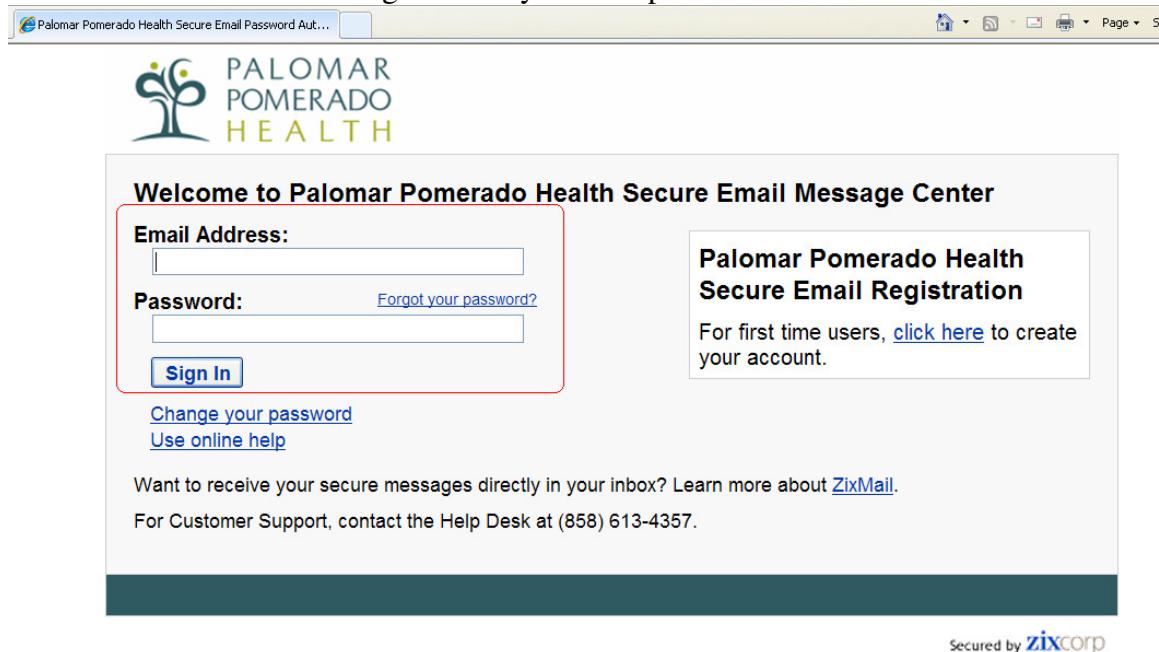 Palomar Pomerado Health Secure Email Password Aut...
Page
PALOMAR
POMERADO
HEALTH
Welcome to Palomar Pomerado Health Secure Email Message Center
Email Address:
Password: Forgot your password?
Sign In
Change your password
Use online help
Palomar Pomerado Health
Secure Email Registration
For first time users, click here to create
your account.
Want to receive your secure messages directly in your inbox? Learn more about ZixMail.
For Customer Support, contact the Help Desk at (858) 613-4357.
Secured by zixcorp